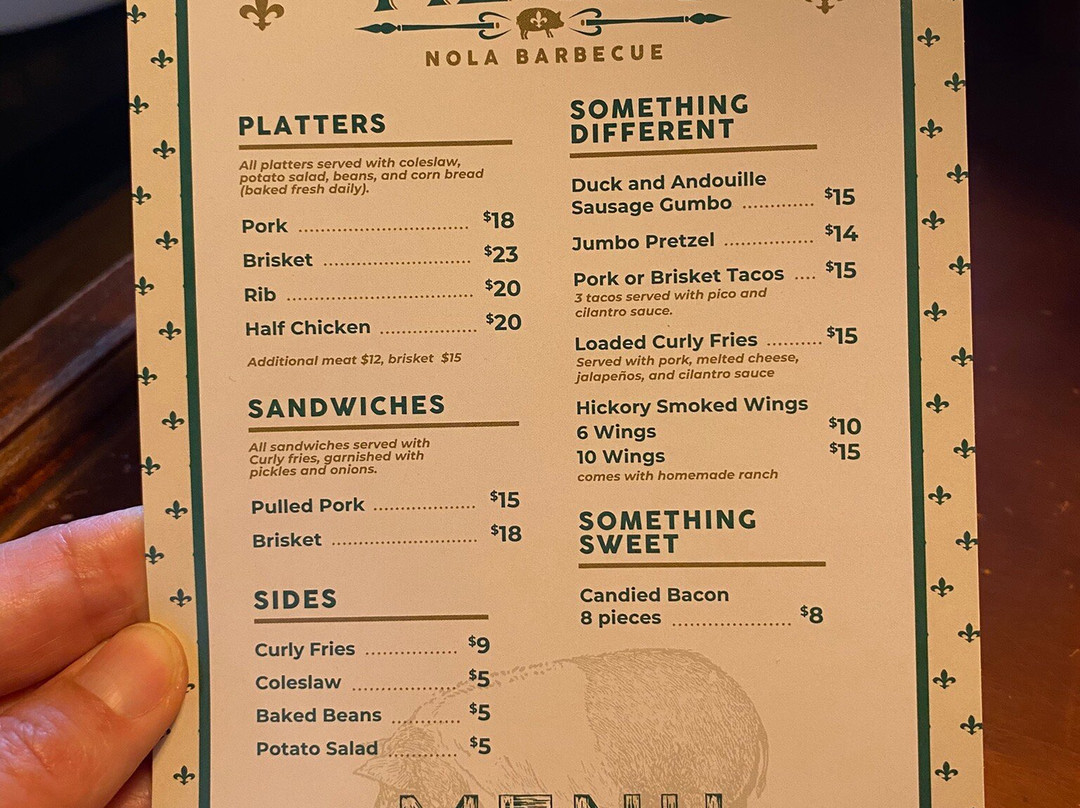 NOLA BARBECUE
PLATTERS
All platters served with coleslaw,
potato salad, beans, and corn bread
(baked fresh daily).
Pork ........ $18
Brisket ........ $23
Rib ........ $20
Half Chicken ........ $20
Additional meat $12, brisket $15
SANDWICHES
All sandwiches served with
Curly fries, garnished with
pickles and onions.
Pulled Pork ........ $15
Brisket ........ $18
SIDES
Curly Fries ........ $9
Coleslaw ........ $5
Baked Beans ........ $5
Potato Salad ........ $5
SOMETHING
DIFFERENT
Duck and Andouille
Sausage Gumbo ........ $15
Jumbo Pretzel ........ $14
Pork or Brisket Tacos .... $15
3 tacos served with pico and
cilantro sauce.
Loaded Curly Fries ........ $15
Served with pork, melted cheese,
jalapeños, and cilantro sauce
Hickory Smoked Wings
6 Wings $10
10 Wings $15
comes with homemade ranch
SOMETHING
SWEET
Candied Bacon
8 pieces ........ $8
MENU